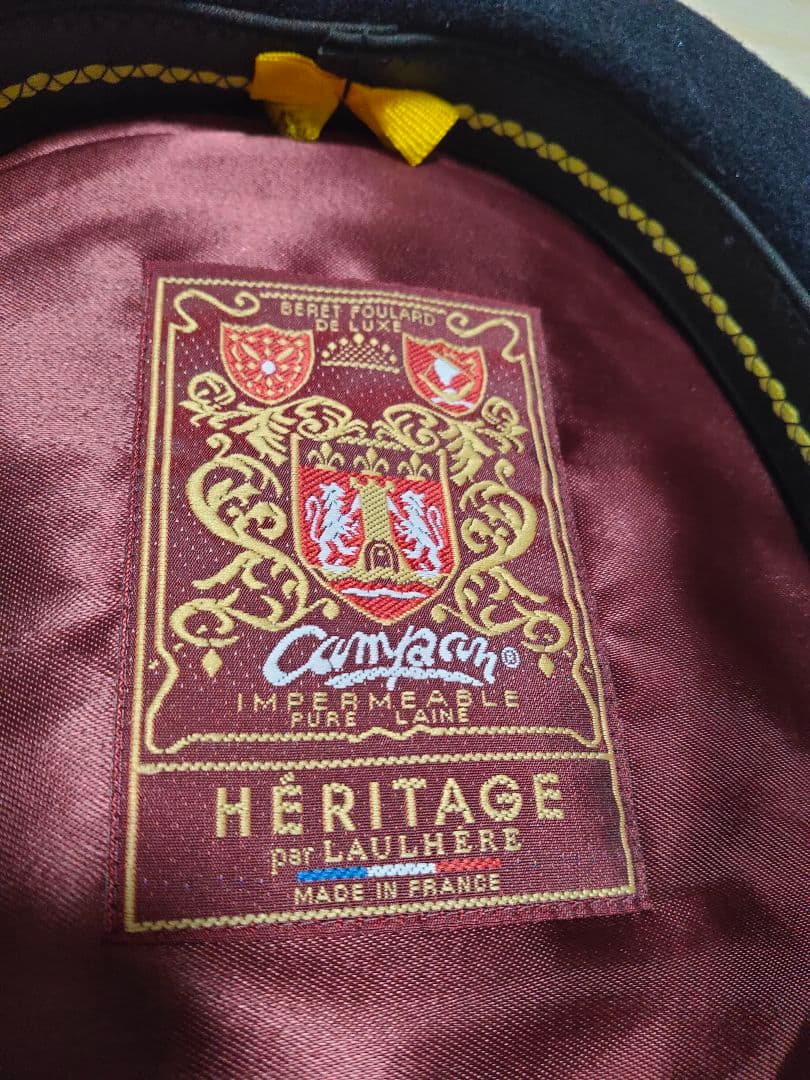 BERET FOULARD
DE LUXE
Campan®
IMPERMEABLE
PURE LAINE
HÉRITAGE
par LAULHÈRE
MADE IN FRANCE